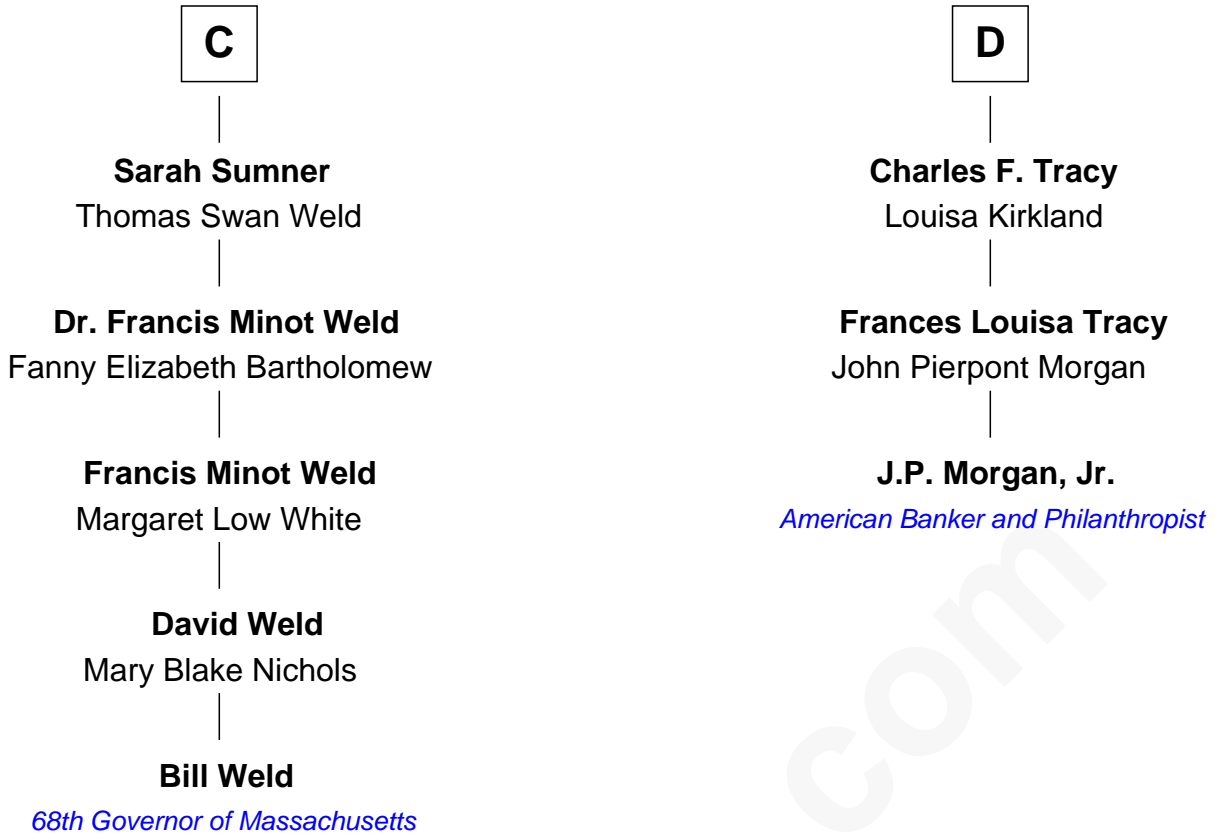 C
Sarah Sumner
Thomas Swan Weld
Dr. Francis Minot Weld
Fanny Elizabeth Bartholomew
Francis Minot Weld
Margaret Low White
David Weld
Mary Blake Nichols
Bill Weld
68th Governor of Massachusetts
D
Charles F. Tracy
Louisa Kirkland
Frances Louisa Tracy
John Pierpont Morgan
J.P. Morgan, Jr.
American Banker and Philanthropist
com